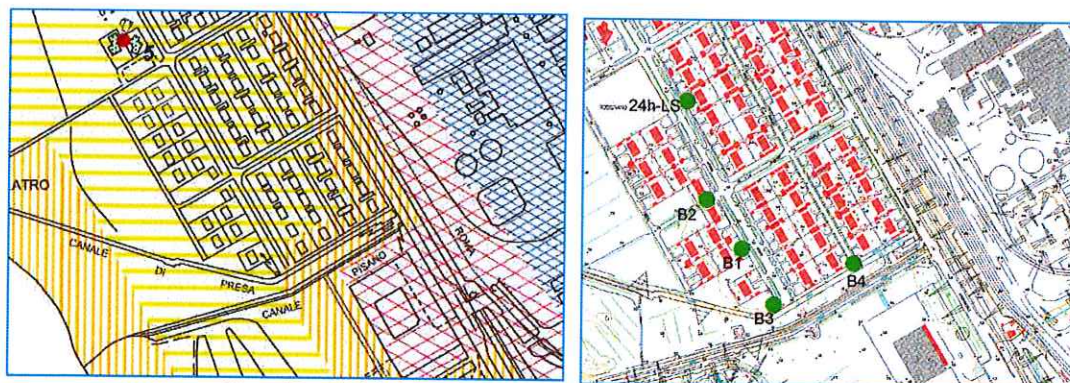 5
ATRO
CANALE
DI
PRESA
CANALE
PISANO
ROMA
24h-LS
B2
B1
B3
B4